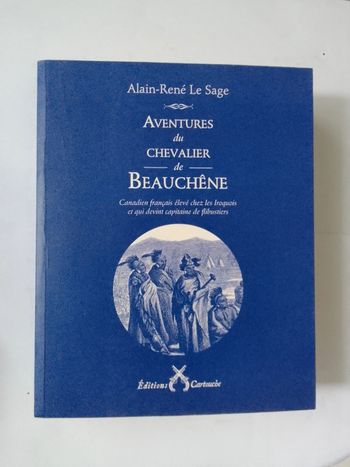 Alain-René Le Sage
AVENTURES
du
CHEVALIER
de
BEAUCHÊNE
Canadien français élevé chez les Iroquois
et qui devint capitaine de flibustiers
Éditions Cartouche